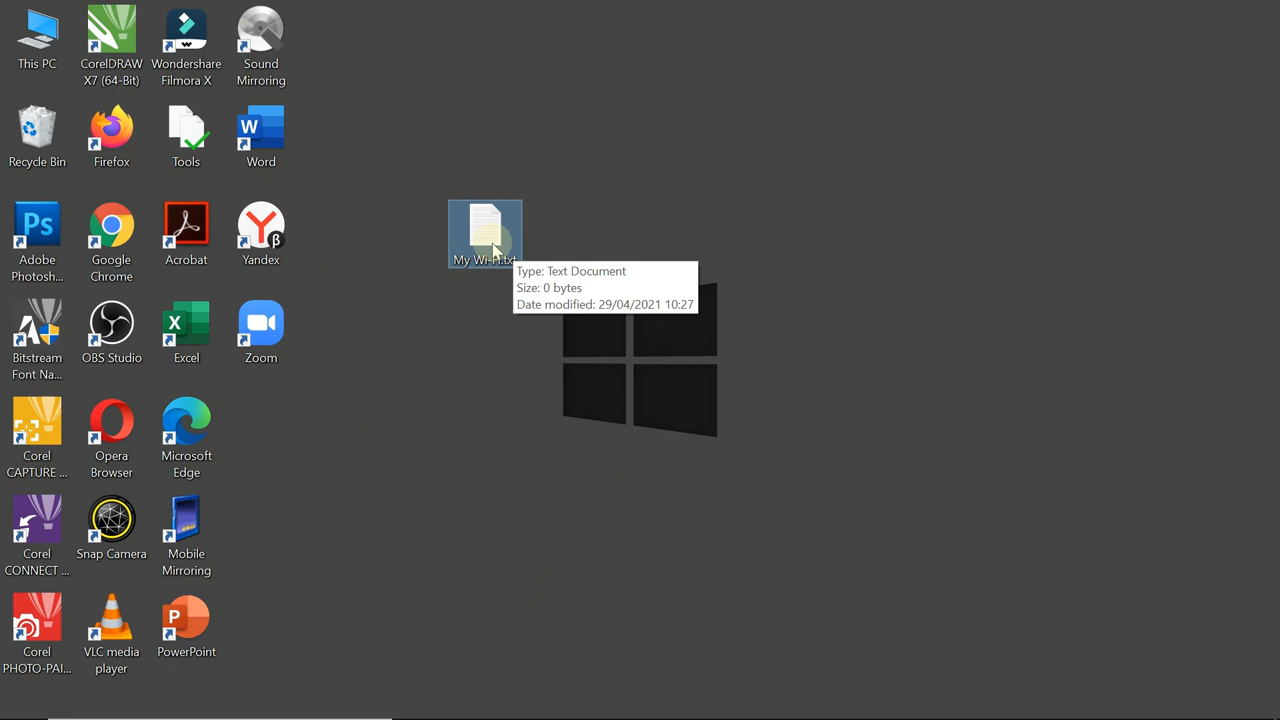 This PC
CorelDRAW
X7 (64-Bit)
Wondershare
Filmora X
Sound
Mirroring
Recycle Bin
Firefox
Tools
Word
Adobe
Photosh...
Google
Chrome
Acrobat
Yandex
My Wi-Fi.txt
Type: Text Document
Size: 0 bytes
Date modified: 29/04/2021 10:27
Bitstream
Font Na...
OBS Studio
Excel
Zoom
Corel
CAPTURE ...
Opera
Browser
Microsoft
Edge
Corel
CONNECT ...
Snap Camera
Mobile
Mirroring
Corel
PHOTO-PAI...
VLC media
player
PowerPoint